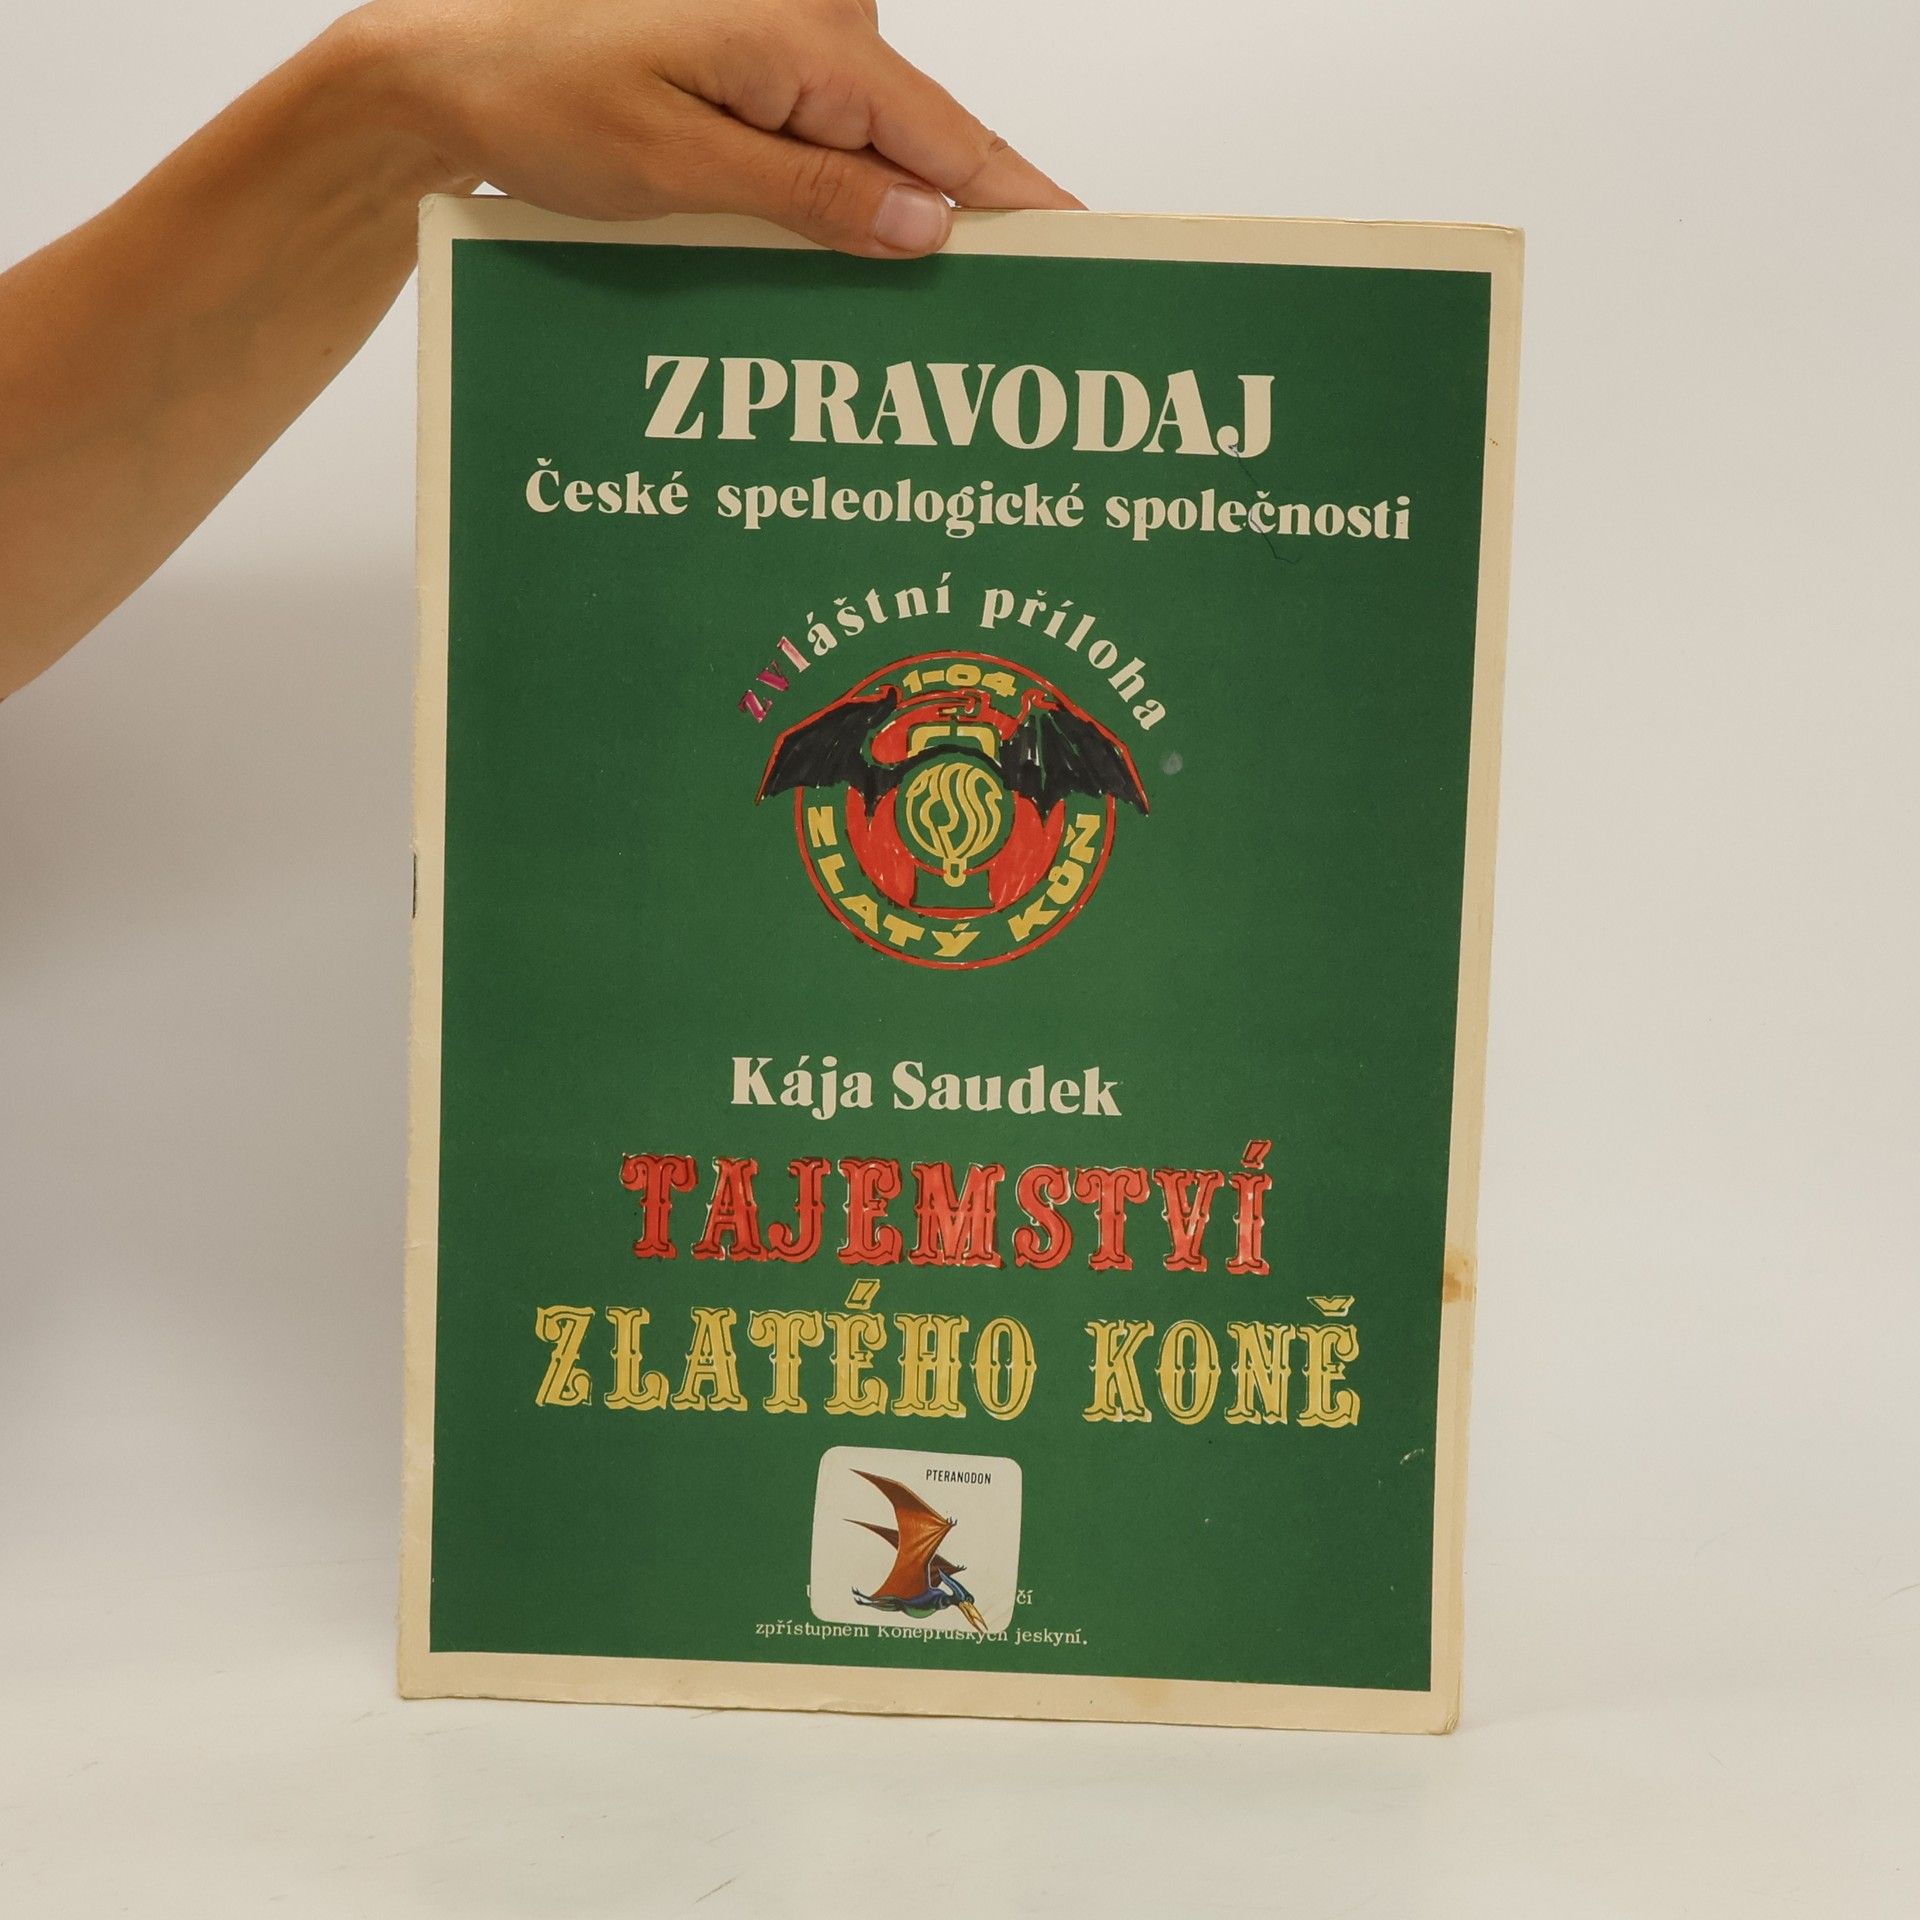 ZPRAVODAJ
České speleologické společnosti
zvláštní příloha
1-04
ZLATÝ KŮŇ
Kája Saudek
TAJEMSTVÍ
ZLATÉHO KONĚ
PTERANODON
zpřístupnění Koněpruských jeskyní.